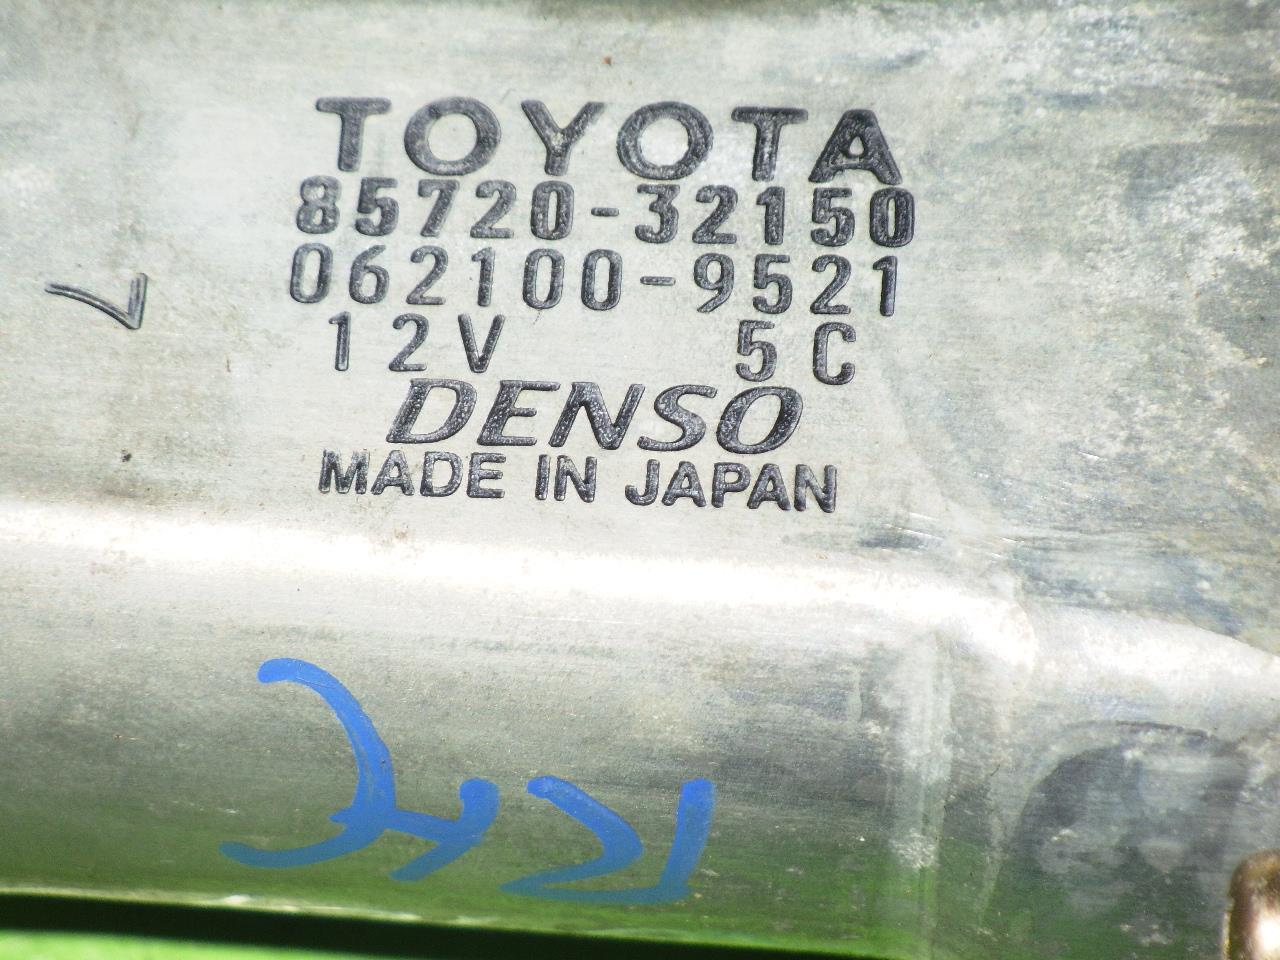 TOYOTA
85720-32150
062100-9521
12V 5C
DENSO
MADE IN JAPAN